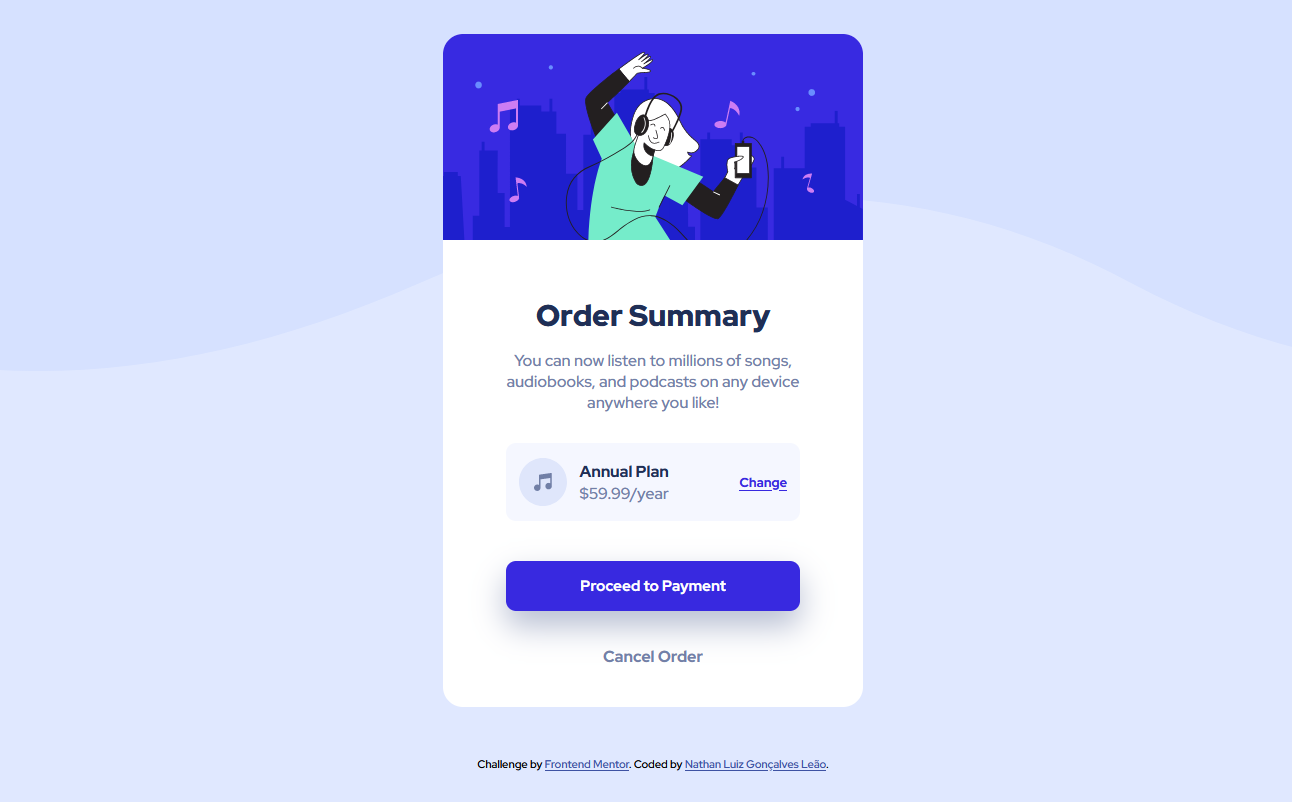 Order Summary
You can now listen to millions of songs,
audiobooks, and podcasts on any device
anywhere you like!
Annual Plan
$59.99/year
Change
Proceed to Payment
Cancel Order
Challenge by Frontend Mentor. Coded by Nathan Luiz Gonçalves Leão.